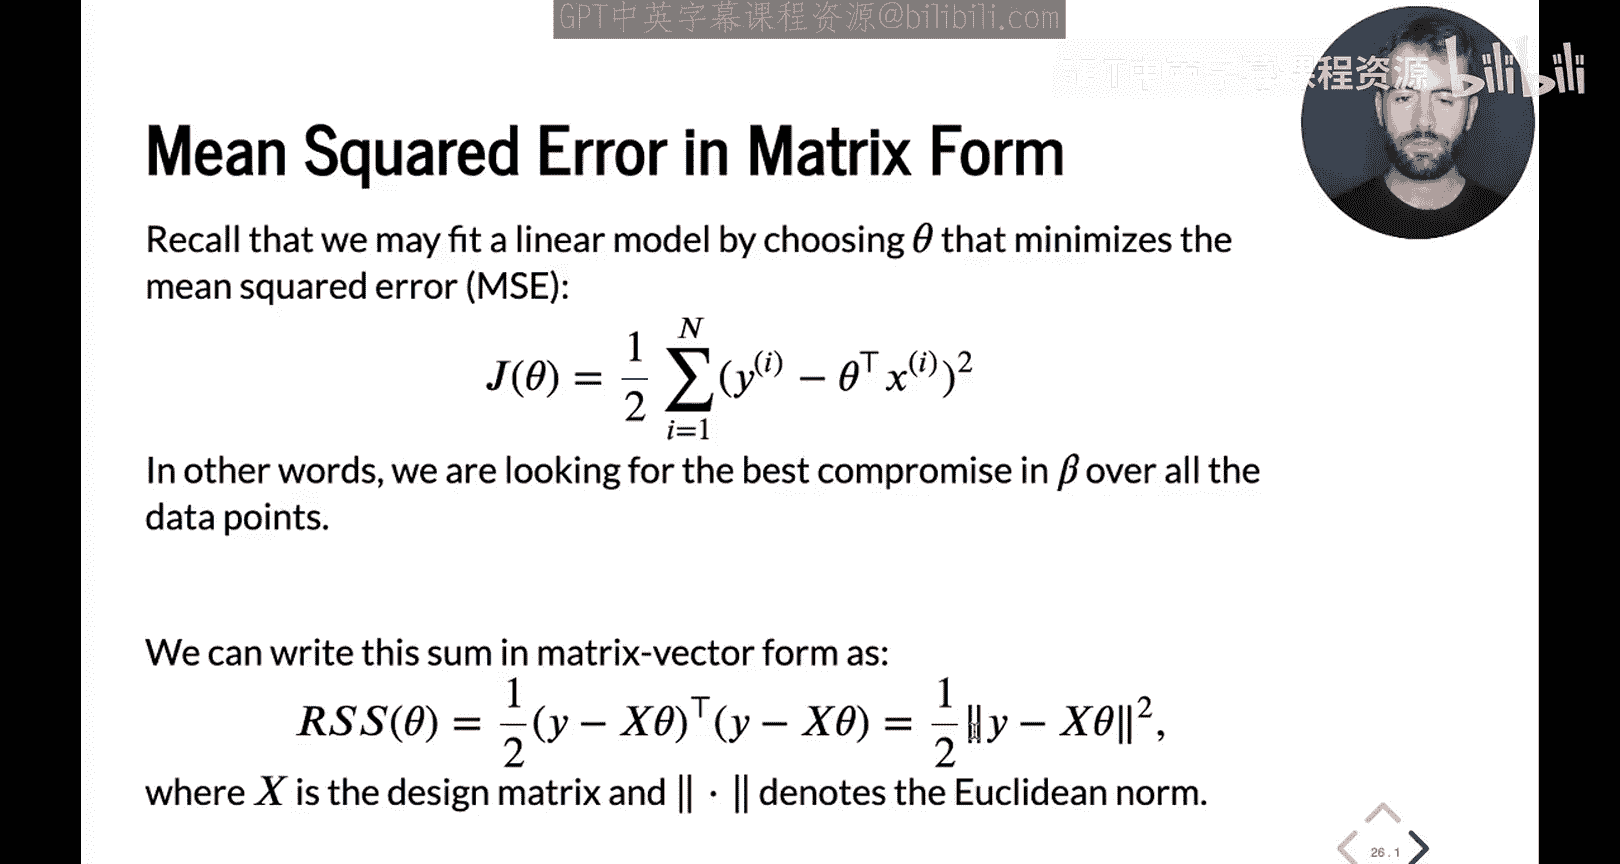 GPT中英字幕课程资源@bilibili.com
程资源 bilibili
Mean Squared Error in Matrix Form
Recall that we may fit a linear model by choosing θ that minimizes the
mean squared error (MSE):
J(θ) = 1/2 ∑_{i=1}^{N} (y^{(i)} − θ^⊤ x^{(i)})²
In other words, we are looking for the best compromise in β over all the
data points.
We can write this sum in matrix-vector form as:
RSS(θ) = 1/2 (y − Xθ)^⊤ (y − Xθ) = 1/2 ‖y − Xθ‖²,
where X is the design matrix and ‖ · ‖ denotes the Euclidean norm.
26.1